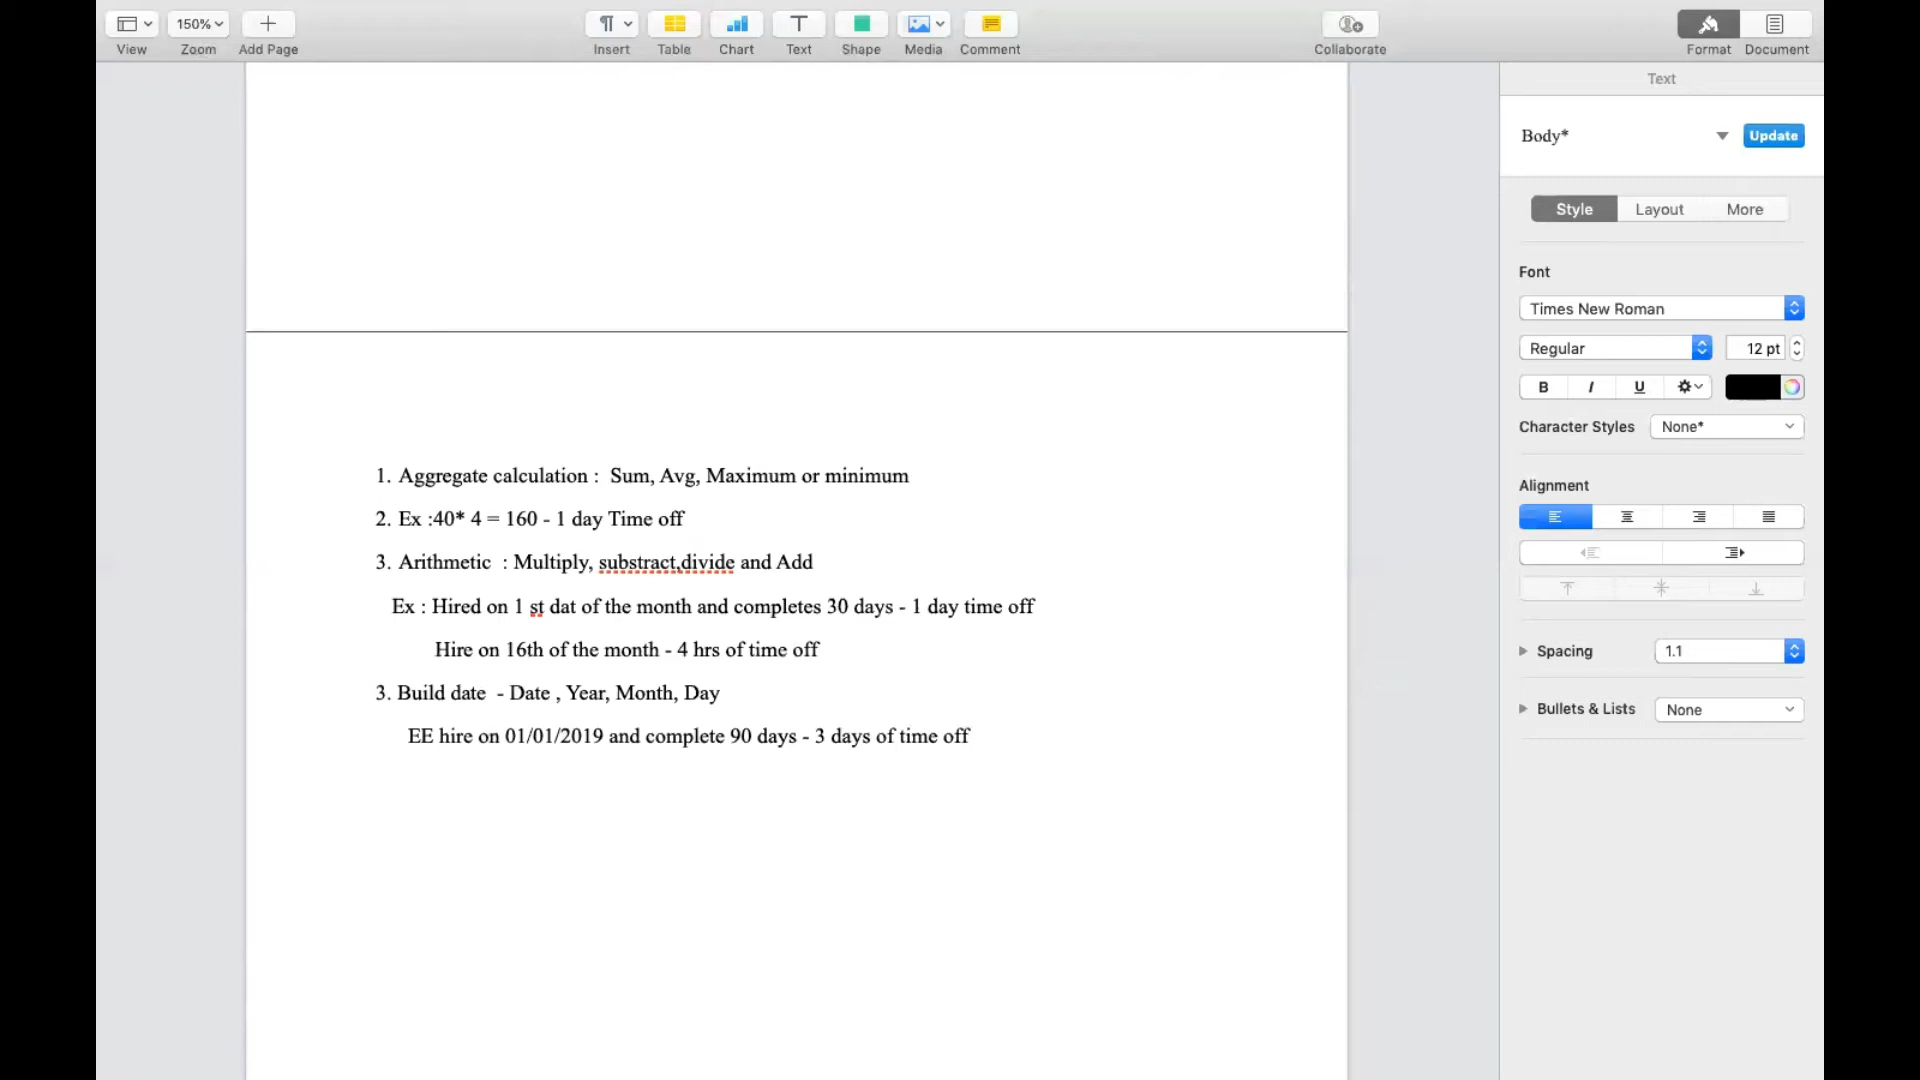 150%
View Zoom Add Page Insert Table Chart Text Shape Media Comment Collaborate Format Document
Text
Body* Update
Style Layout More
Font
Times New Roman
Regular 12 pt
B I U
Character Styles None*
Alignment
Spacing 1.1
Bullets & Lists None
1. Aggregate calculation : Sum, Avg, Maximum or minimum
2. Ex :40* 4 = 160 - 1 day Time off
3. Arithmetic : Multiply, substract,divide and Add
Ex : Hired on 1 st dat of the month and completes 30 days - 1 day time off
Hire on 16th of the month - 4 hrs of time off
3. Build date - Date , Year, Month, Day
EE hire on 01/01/2019 and complete 90 days - 3 days of time off